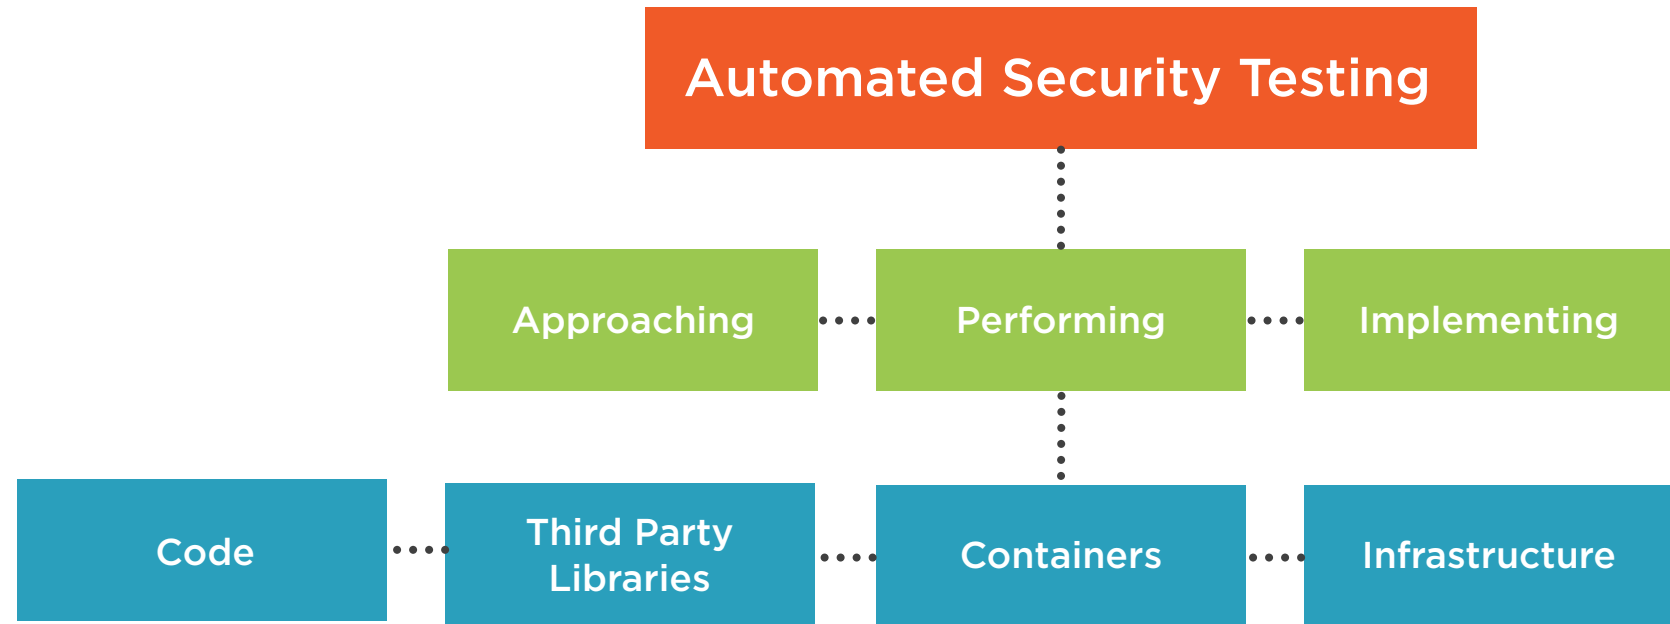 Automated Security Testing
Approaching
Performing
Implementing
Code
Third Party
Libraries
Containers
Infrastructure